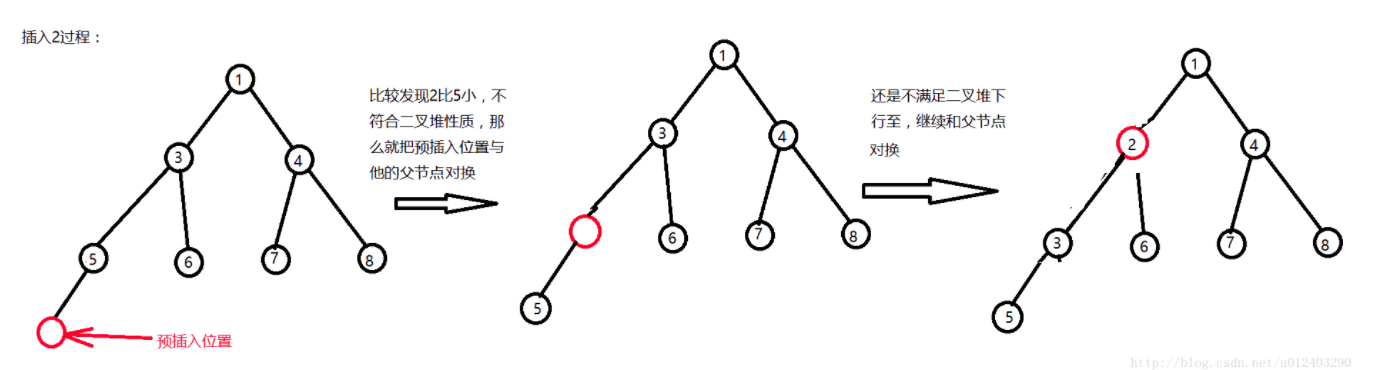 插入2过程：
1
3
4
5
6
7
8
预插入位置
比较发现2比5小，不
符合二叉堆性质，那
么就把预插入位置与
他的父节点对换
1
3
4
6
7
8
5
还是不满足二叉堆下
行至，继续和父节点
对换
1
2
4
3
6
7
8
5
http://blog.csdn.net/u012403290